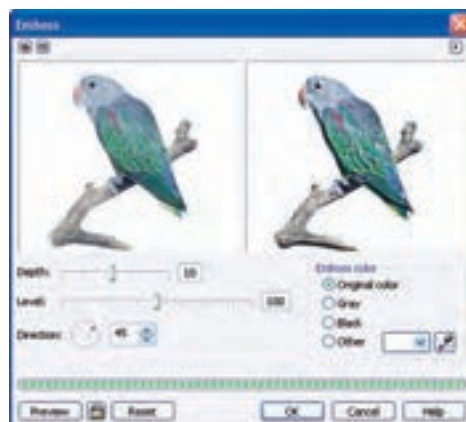 Emboss
Depth: 10
Level: 100
Direction: 45
Emboss color
Original color
Gray
Black
Other
Preview Reset OK Cancel Help